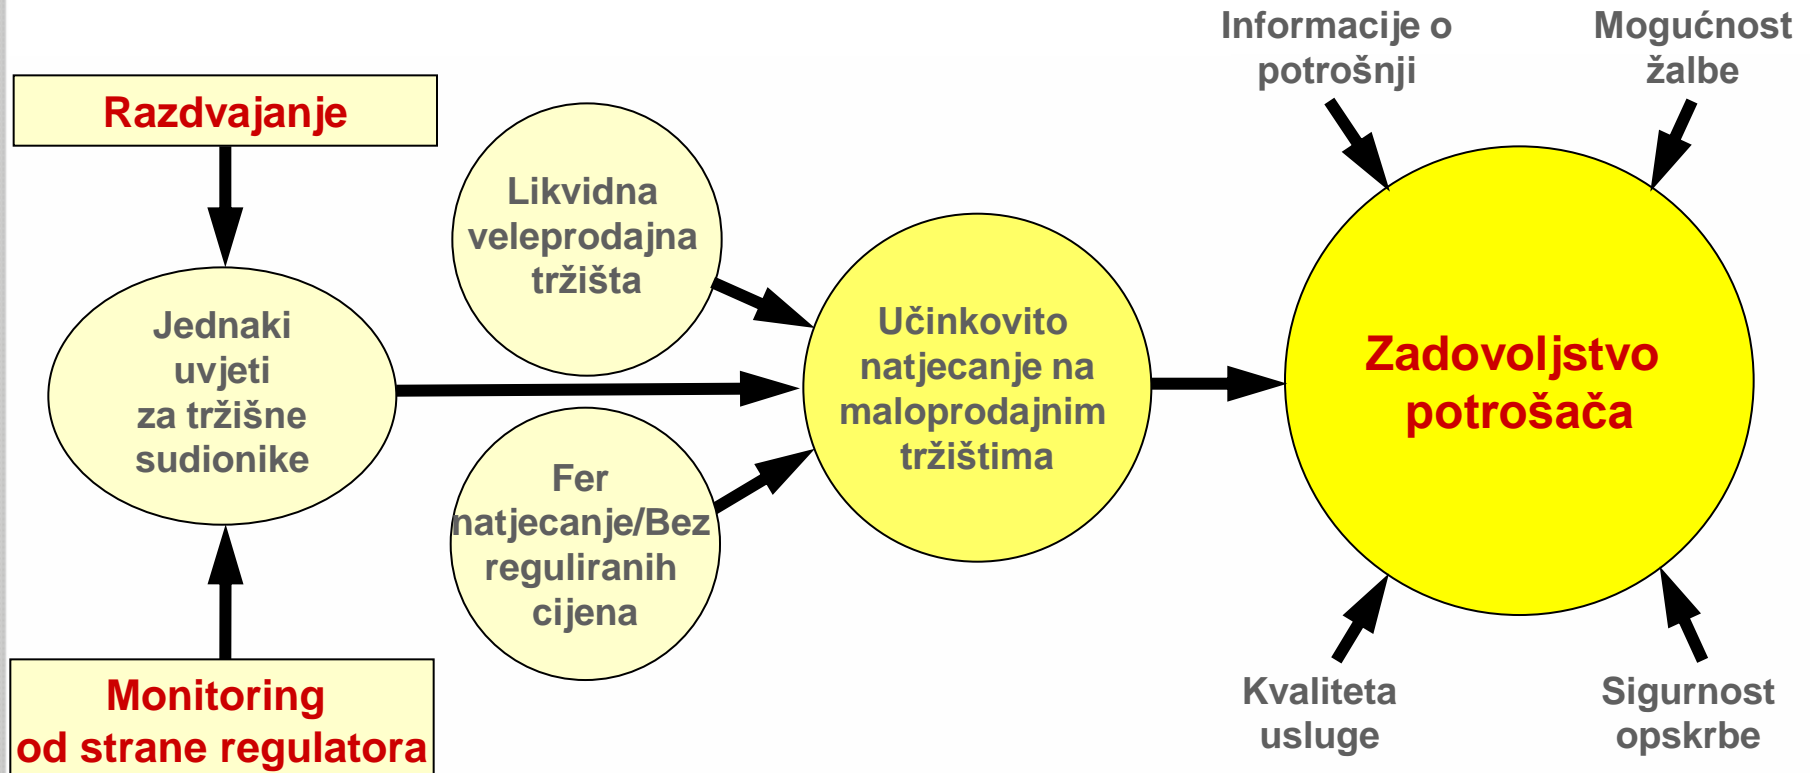 Razdvajanje
Jednaki
uvjeti
za tržišne
sudionike
Monitoring
od strane regulatora
Likvidna
veleprodajna
tržišta
Fer
natjecanje/Bez
reguliranih
cijena
Učinkovito
natjecanje na
maloprodajnim
tržištima
Informacije o
potrošnji
Mogućnost
žalbe
Zadovoljstvo
potrošača
Kvaliteta
usluge
Sigurnost
opskrbe